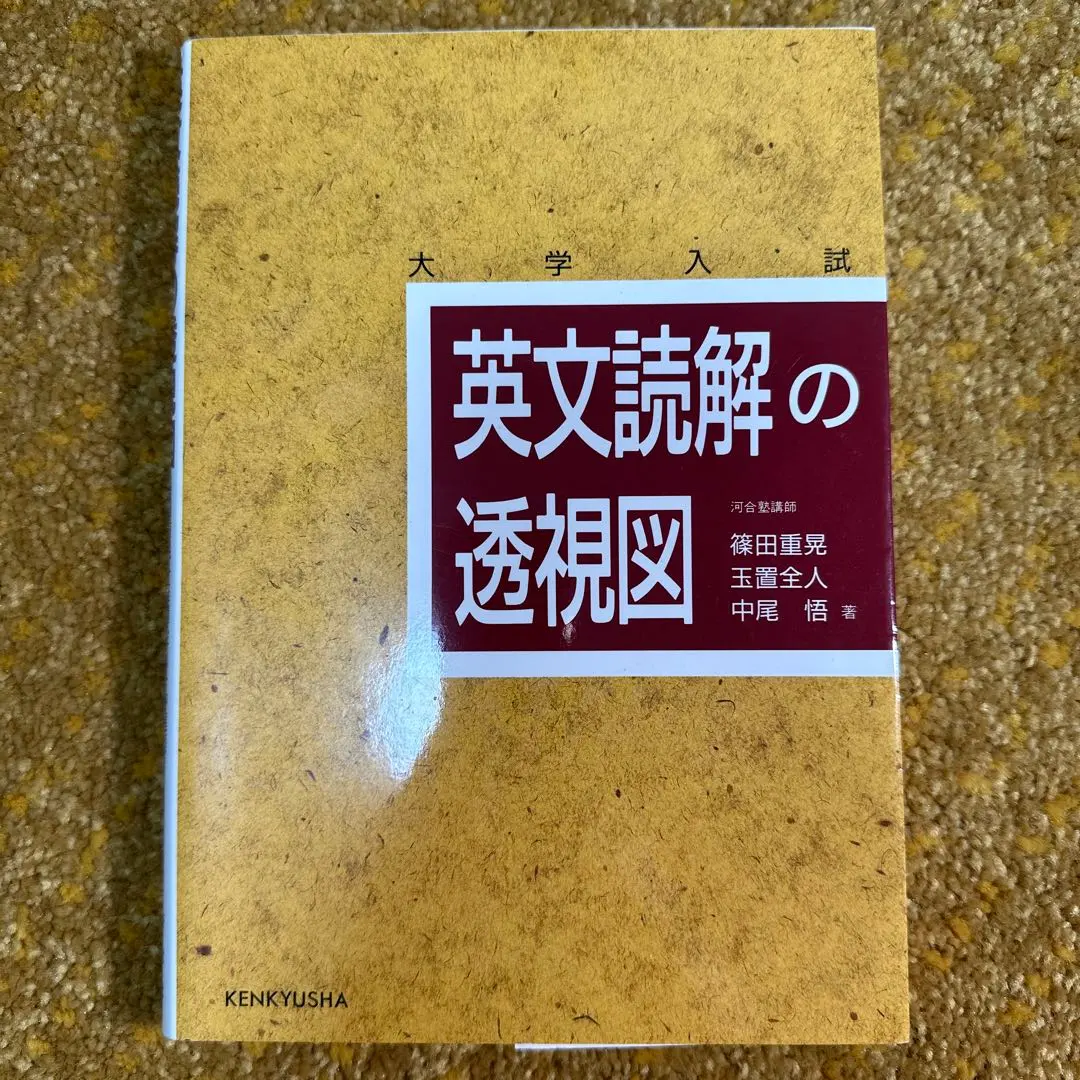 大学入試
英文読解の
透視図
河合塾講師
篠田重晃
玉置全人
中尾 悟 著
KENKYUSHA